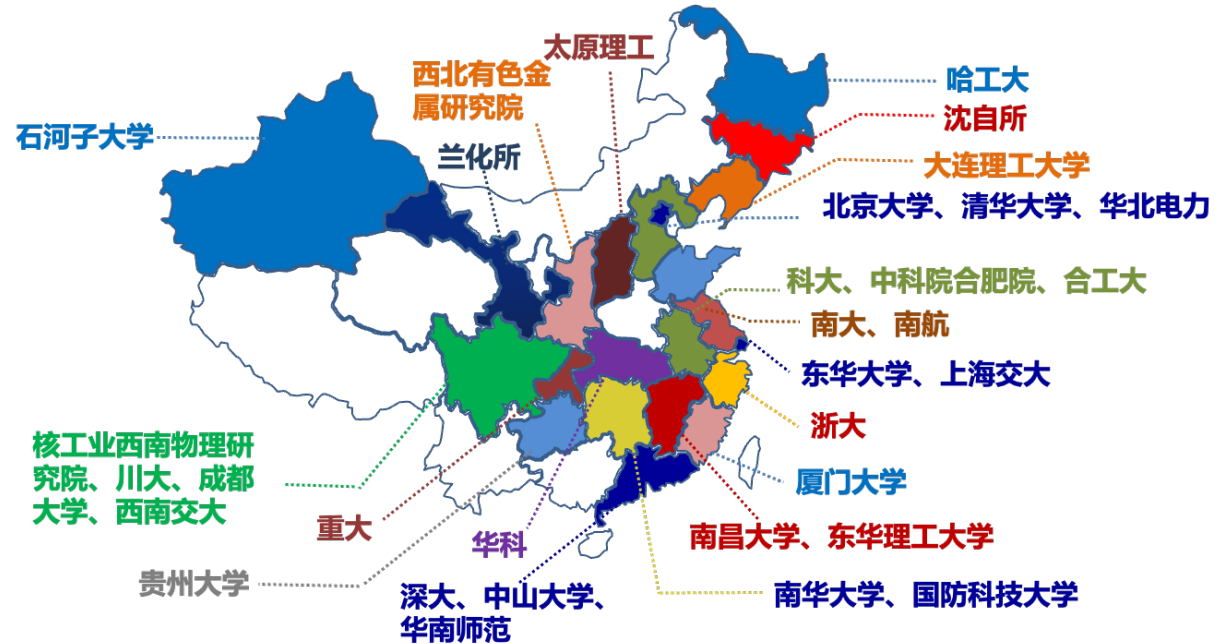 太原理工
西北有色金
属研究院
哈工大
沈自所
石河子大学
兰化所
大连理工大学
北京大学、清华大学、华北电力
科大、中科院合肥院、合工大
南大、南航
东华大学、上海交大
浙大
核工业西南物理研
究院、川大、成都
大学、西南交大
厦门大学
重大
华科
南昌大学、东华理工大学
贵州大学
深大、中山大学、
华南师范
南华大学、国防科技大学